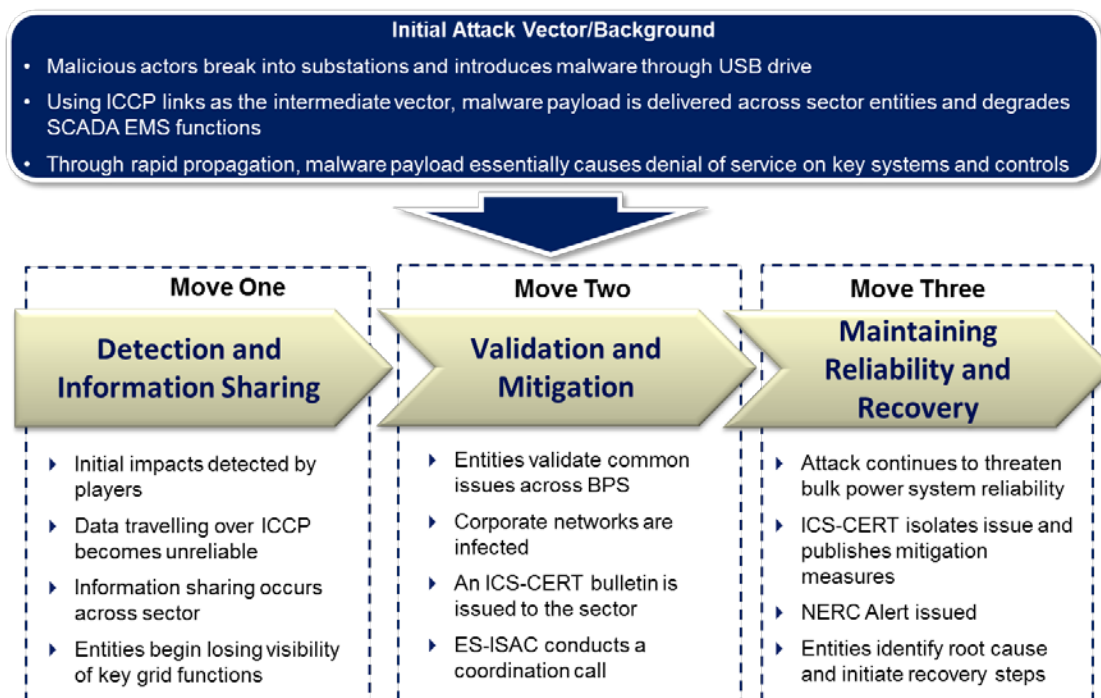 Initial Attack Vector/Background
• Malicious actors break into substations and introduces malware through USB drive
• Using ICCP links as the intermediate vector, malware payload is delivered across sector entities and degrades
SCADA EMS functions
• Through rapid propagation, malware payload essentially causes denial of service on key systems and controls
Move One
Detection and
Information Sharing
Initial impacts detected by
players
Data travelling over ICCP
becomes unreliable
Information sharing occurs
across sector
Entities begin losing visibility
of key grid functions
Move Two
Validation and
Mitigation
Entities validate common
issues across BPS
Corporate networks are
infected
An ICS-CERT bulletin is
issued to the sector
ES-ISAC conducts a
coordination call
Move Three
Maintaining
Reliability and
Recovery
Attack continues to threaten
bulk power system reliability
ICS-CERT isolates issue and
publishes mitigation
measures
NERC Alert issued
Entities identify root cause
and initiate recovery steps